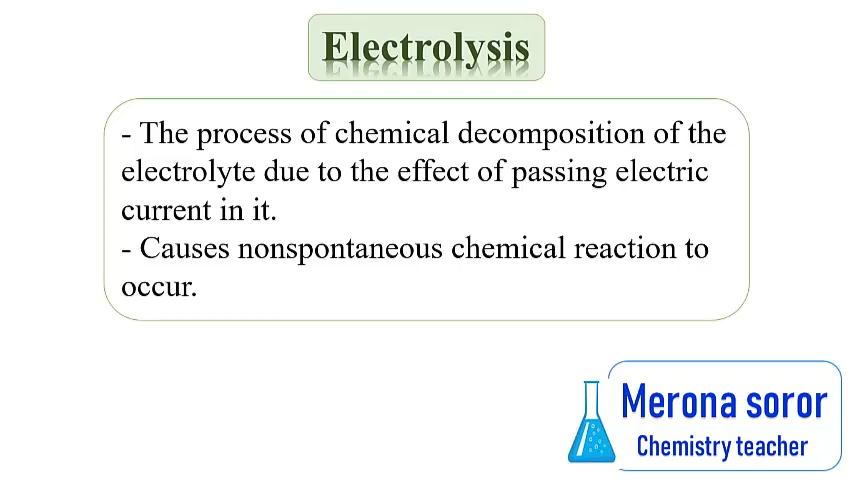 Electrolysis
- The process of chemical decomposition of the
electrolyte due to the effect of passing electric
current in it.
- Causes nonspontaneous chemical reaction to
occur.
Merona soror
Chemistry teacher